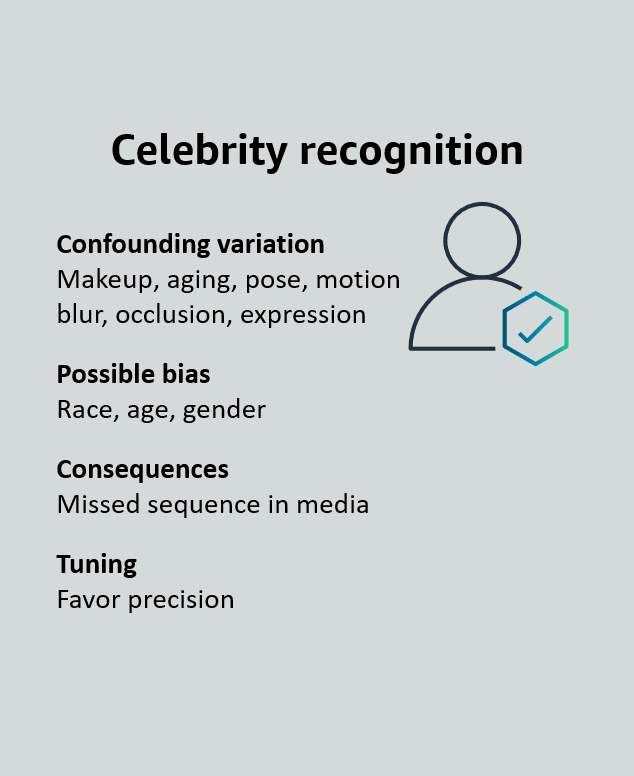 Celebrity recognition
Confounding variation
Makeup, aging, pose, motion
blur, occlusion, expression
Possible bias
Race, age, gender
Consequences
Missed sequence in media
Tuning
Favor precision